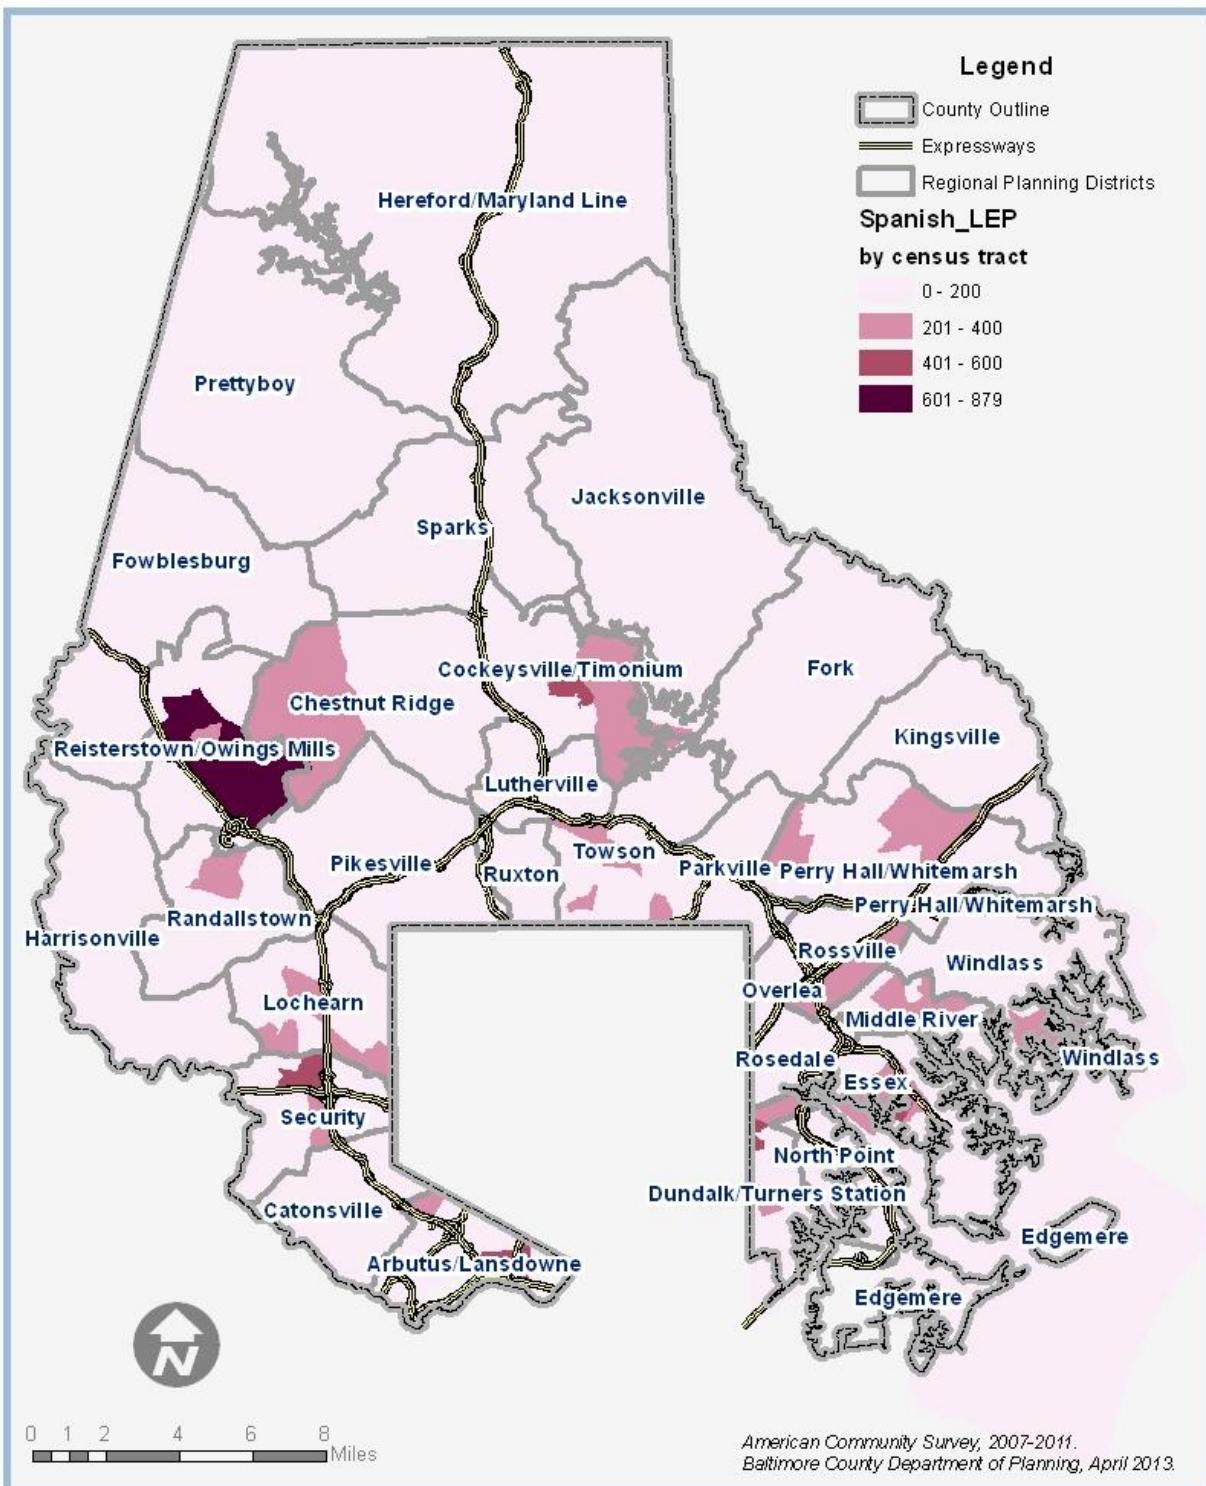 Legend
County Outline
Expressways
Regional Planning Districts
Spanish_LEP
by census tract
0 - 200
201 - 400
401 - 600
601 - 879
Hereford/Maryland Line
Prettyboy
Jacksonville
Sparks
Fowblesburg
Cockeysville/Timonium
Fork
Chestnut Ridge
Kingsville
Reisterstown/Owings Mills
Lutherville
Towson
Pikesville
Ruxton
Parkville
Perry Hall/Whitemarsh
Perry Hall/Whitemarsh
Randallstown
Harrisonville
Rossville
Windlass
Overlea
Lochearn
Middle River
Rosedale
Windlass
Essex
Security
North Point
Dundalk/Turners Station
Catonsville
Edgemere
Arbutus/Lansdowne
Edgemere
N
0 1 2 4 6 8
Miles
American Community Survey, 2007-2011.
Baltimore County Department of Planning, April 2013.